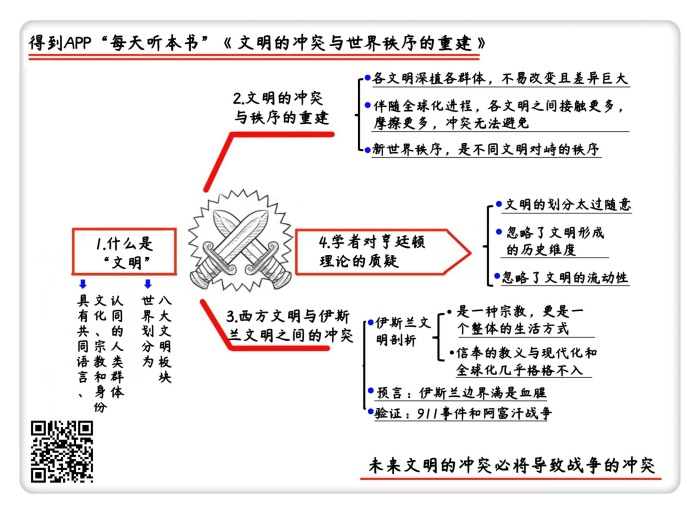 得到APP“每天听本书”《文明的冲突与世界秩序的重建》
1.什么是
“文明”
具有共同语言、
文化、宗教和身份
认同的人类群体
世界划分为
八大文明板块
2.文明的冲突
与秩序的重建
各文明深植各群体，不易改变且差异巨大
伴随全球化进程，各文明之间接触更多，
摩擦更多，冲突无法避免
新世界秩序，是不同文明对峙的秩序
3.西方文明与伊斯
兰文明之间的冲突
伊斯兰文
明剖析
是一种宗教，更是一
个整体的生活方式
信奉的教义与现代化和
全球化几乎格格不入
预言：伊斯兰边界满是血腥
验证：911事件和阿富汗战争
4.学者对亨廷顿
理论的质疑
文明的划分太过随意
忽略了文明形成
的历史维度
忽略了文明的流动性
未来文明的冲突必将导致战争的冲突